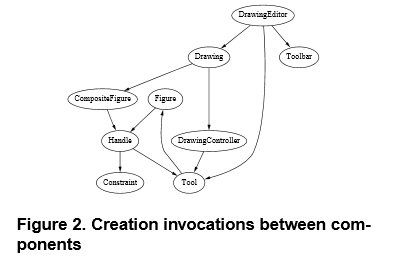 DrawingEditor
Drawing
Toolbar
CompositeFigure
Figure
Handle
DrawingController
Constraint
Tool
Figure 2. Creation invocations between com-
ponents